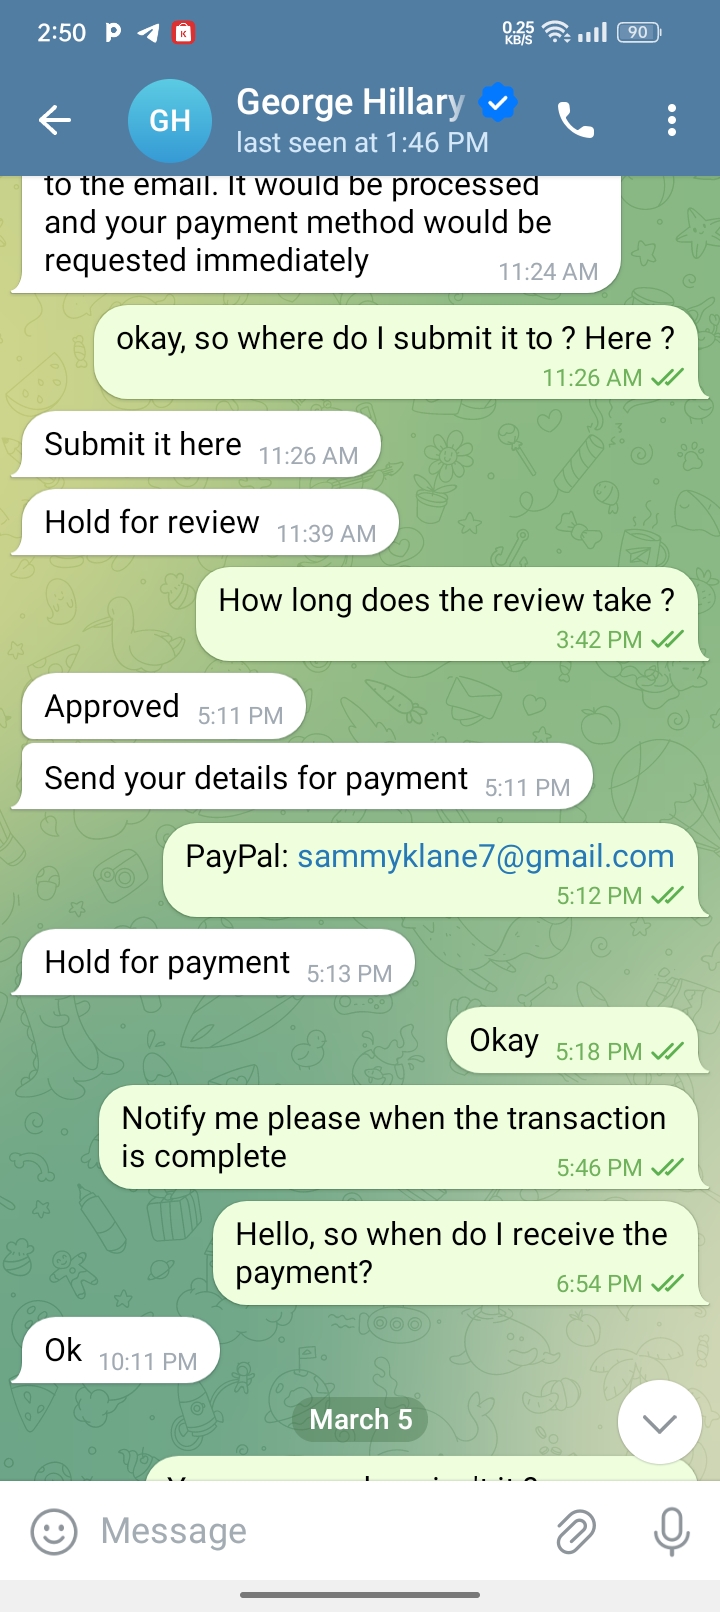 2:50
0.25 KB/S
90
GH
George Hillary
last seen at 1:46 PM
to the email. It would be processed
and your payment method would be
requested immediately
11:24 AM
okay, so where do I submit it to ? Here ?
11:26 AM
Submit it here 11:26 AM
Hold for review 11:39 AM
How long does the review take ?
3:42 PM
Approved 5:11 PM
Send your details for payment 5:11 PM
PayPal: sammyklane7@gmail.com
5:12 PM
Hold for payment 5:13 PM
Okay 5:18 PM
Notify me please when the transaction
is complete 5:46 PM
Hello, so when do I receive the
payment? 6:54 PM
Ok 10:11 PM
March 5
Message